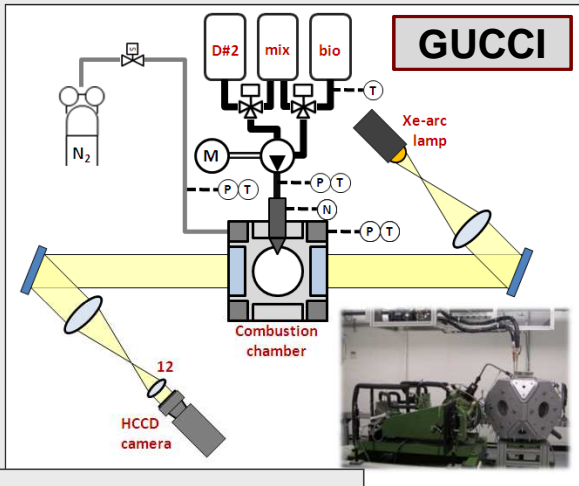 GUCCI
D#2 mix bio
S
T
Xe-arc
lamp
N₂
M
P T
P T
N
P T
Combustion
chamber
12
HCCD
camera